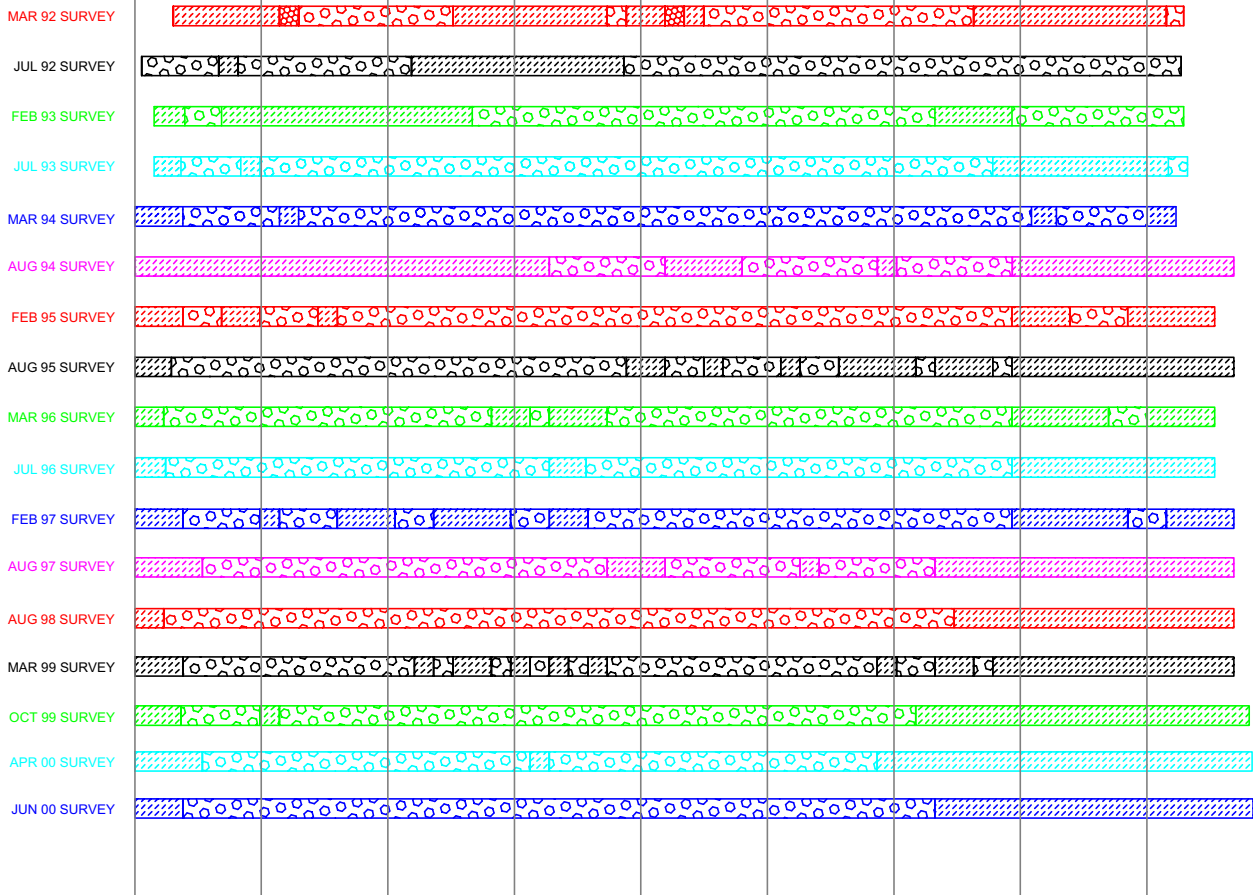 MAR 92 SURVEY
JUL 92 SURVEY
FEB 93 SURVEY
JUL 93 SURVEY
MAR 94 SURVEY
AUG 94 SURVEY
FEB 95 SURVEY
AUG 95 SURVEY
MAR 96 SURVEY
JUL 96 SURVEY
FEB 97 SURVEY
AUG 97 SURVEY
AUG 98 SURVEY
MAR 99 SURVEY
OCT 99 SURVEY
APR 00 SURVEY
JUN 00 SURVEY